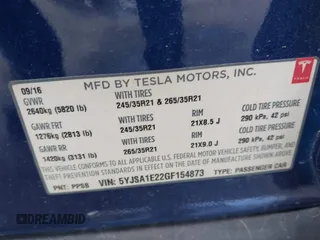 MFD BY TESLA MOTORS, INC.
TESLA
09/16
GVWR
2640kg (5820 lb)
WITH TIRES
245/35R21 & 265/35R21
GAWR FRT
1276kg (2813 lb)
WITH TIRES
245/35R21
RIMS
21X8.5 J
COLD TIRE PRESSURE
290 kPa, 42 psi
GAWR RR
1420kg (3131 lb)
WITH TIRES
265/35R21
RIMS
21X9.0 J
COLD TIRE PRESSURE
290 kPa, 42 psi
THIS VEHICLE CONFORMS TO ALL APPLICABLE FEDERAL MOTOR VEHICLE SAFETY, BUMPER, AND
THEFT PREVENTION STANDARDS IN EFFECT ON THE DATE OF MANUFACTURE SHOWN ABOVE.
PNT: PPSB
VIN: 5YJSA1E22GF154873
TYPE: PASSENGER CAR
DREAMBID